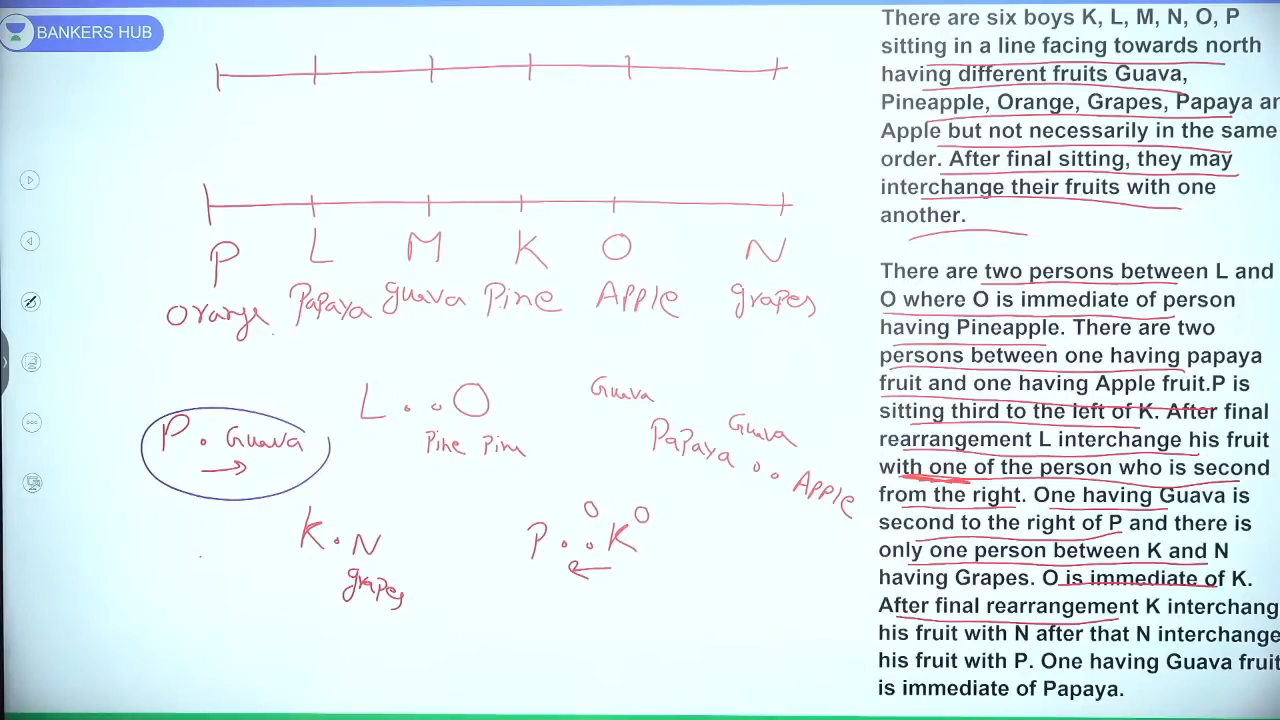 BANKERS HUB
P L M K O N
Orange Papaya guava Pine Apple grapes
L . . O
Pine Pine
Guava
Guava
Papaya . . Apple
P . Guava
K . N
grapes
O O
P . . K
There are six boys K, L, M, N, O, P
sitting in a line facing towards north
having different fruits Guava,
Pineapple, Orange, Grapes, Papaya an
Apple but not necessarily in the same
order. After final sitting, they may
interchange their fruits with one
another.
There are two persons between L and
O where O is immediate of person
having Pineapple. There are two
persons between one having papaya
fruit and one having Apple fruit.P is
sitting third to the left of K. After final
rearrangement L interchange his fruit
with one of the person who is second
from the right. One having Guava is
second to the right of P and there is
only one person between K and N
having Grapes. O is immediate of K.
After final rearrangement K interchang
his fruit with N after that N interchange
his fruit with P. One having Guava fruit
is immediate of Papaya.